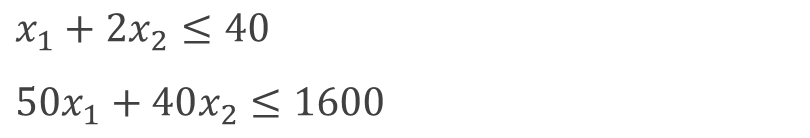 x₁ + 2x₂ ≤ 40
50x₁ + 40x₂ ≤ 1600